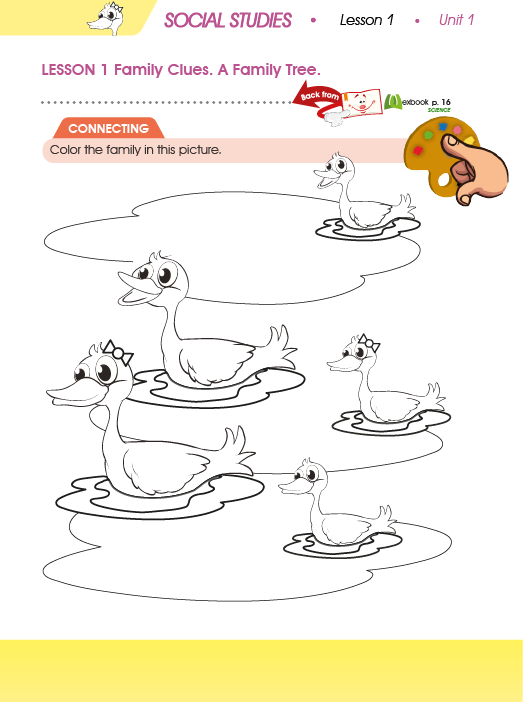 SOCIAL STUDIES • Lesson 1 • Unit 1
LESSON 1 Family Clues. A Family Tree.
Back from
exbook p. 16
SCIENCE
CONNECTING
Color the family in this picture.